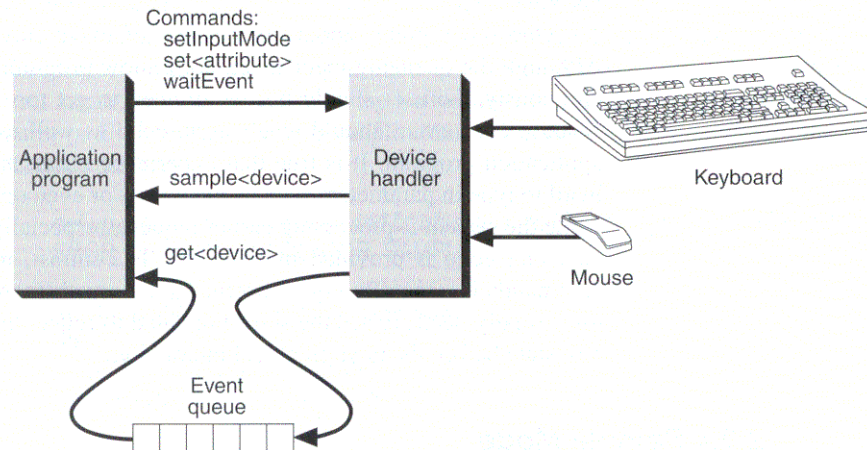 Commands:
setInputMode
set<attribute>
waitEvent
Application
program
Device
handler
sample<device>
get<device>
Keyboard
Mouse
Event
queue